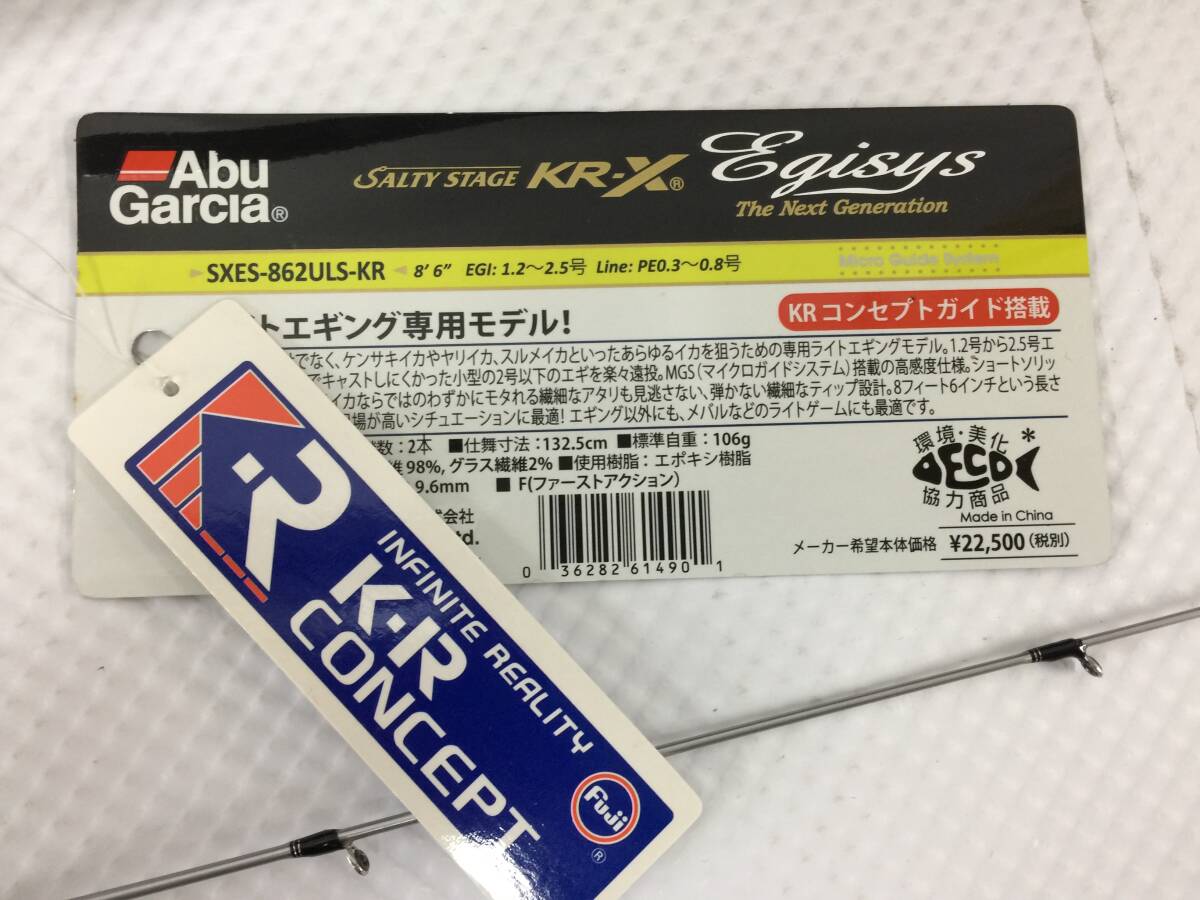 Abu
Garcia®
SALTY STAGE KR-X® Egisys
The Next Generation
SXES-862ULS-KR 8' 6" EGI: 1.2～2.5号 Line: PE0.3～0.8号
Micro Guide System
トエギング専用モデル!
KRコンセプトガイド搭載
でなく、ケンサキイカやヤリイカ、スルメイカといったあらゆるイカを狙うための専用ライトエギングモデル。1.2号から2.5号エ
でキャストしにくかった小型の2号以下のエギを楽々遠投。MGS(マイクロガイドシステム)搭載の高感度仕様。ショートソリッ
イカならではのわずかにモタれる繊細なアタリも見逃さない、弾かない繊細なティップ設計。8フィート6インチという長さ
場が高いシチュエーションに最適! エギング以外にも、メバルなどのライトゲームにも最適です。
数:2本 ■仕舞寸法:132.5cm ■標準自重:106g
維98%, グラス繊維2% ■使用樹脂:エポキシ樹脂
9.6mm ■ F(ファーストアクション)
式会社
td.
0 36282 61490 1
環境・美化*
DECO
協力商品
Made in China
メーカー希望本体価格 ¥22,500(税別)
INFINITE REALITY
K・R
CONCEPT
Fuji
®